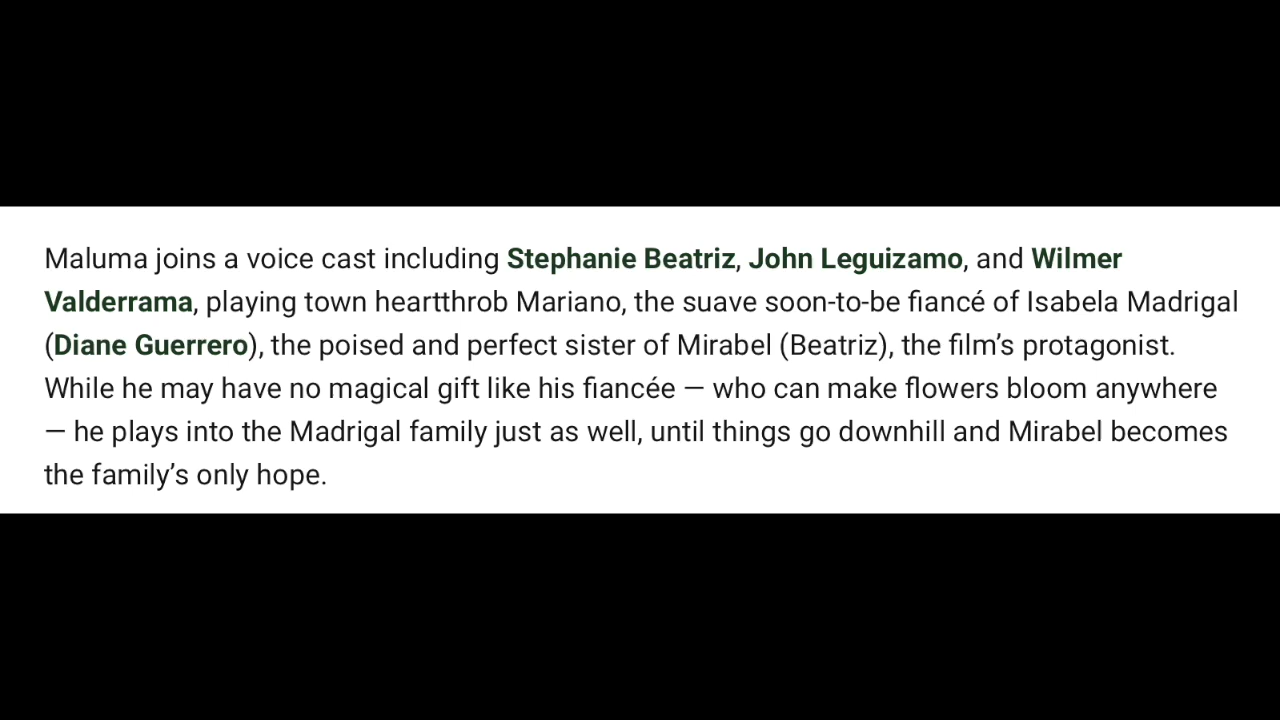 Maluma joins a voice cast including Stephanie Beatriz, John Leguizamo, and Wilmer
Valderrama, playing town heartthrob Mariano, the suave soon-to-be fiancé of Isabela Madrigal
(Diane Guerrero), the poised and perfect sister of Mirabel (Beatriz), the film’s protagonist.
While he may have no magical gift like his fiancée — who can make flowers bloom anywhere
— he plays into the Madrigal family just as well, until things go downhill and Mirabel becomes
the family’s only hope.